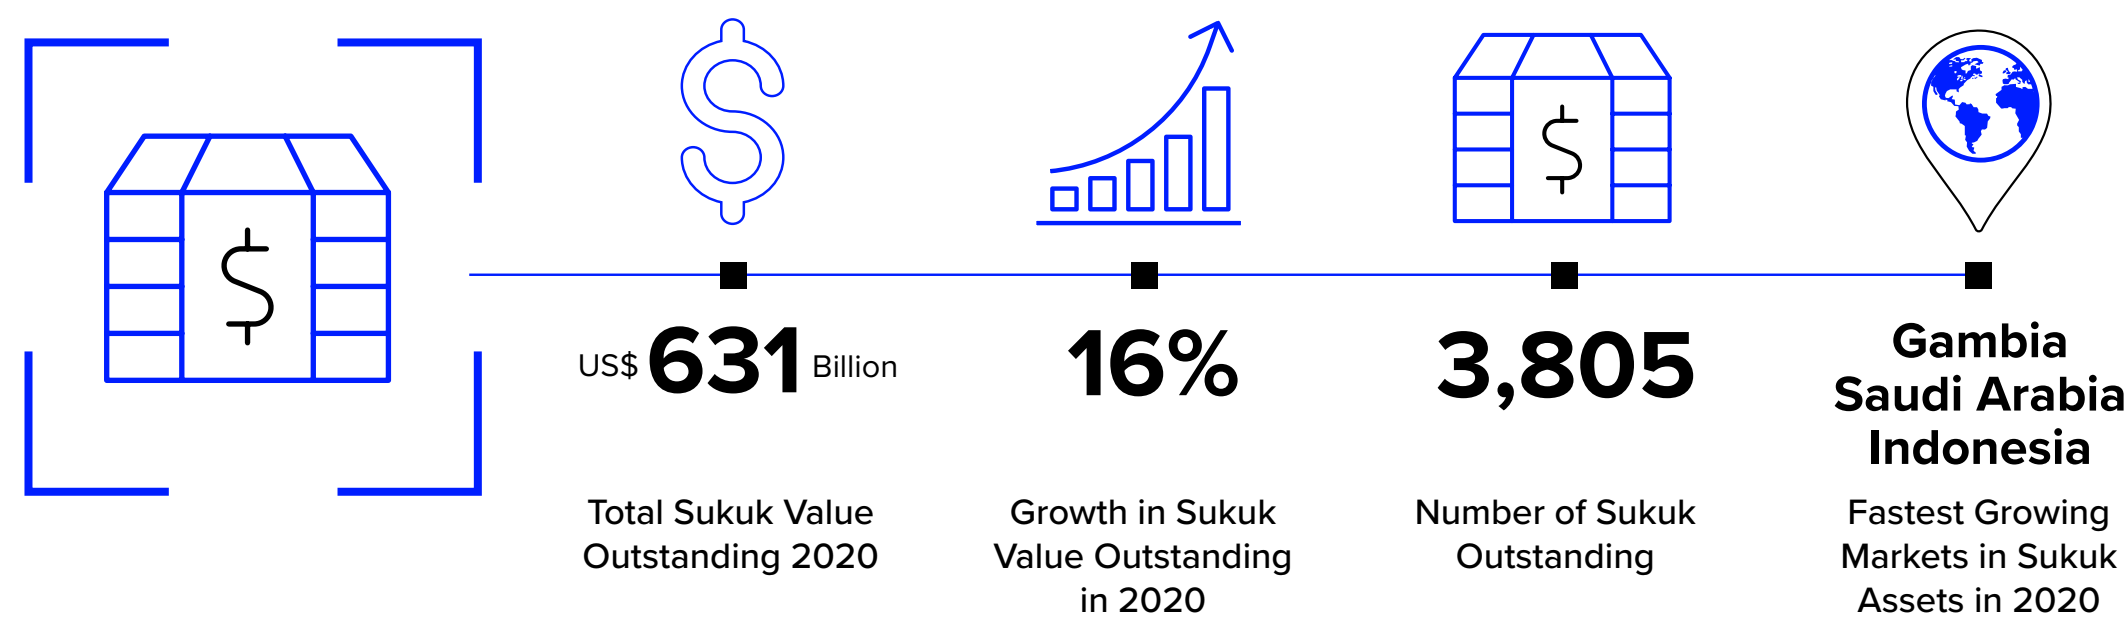 US$ 631 Billion
Total Sukuk Value
Outstanding 2020
16%
Growth in Sukuk
Value Outstanding
in 2020
3,805
Number of Sukuk
Outstanding
Gambia
Saudi Arabia
Indonesia
Fastest Growing
Markets in Sukuk
Assets in 2020
$
$
$